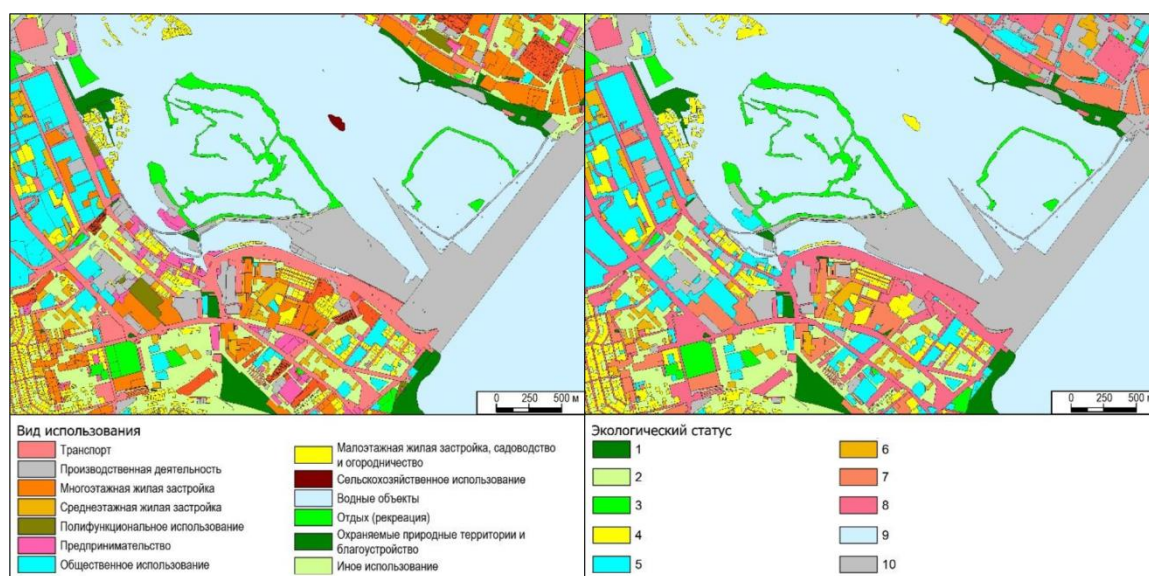 0 250 500 м
0 250 500 м
Вид использования
Транспорт
Производственная деятельность
Многоэтажная жилая застройка
Среднеэтажная жилая застройка
Полифункциональное использование
Предпринимательство
Общественное использование
Малоэтажная жилая застройка, садоводство
и огородничество
Сельскохозяйственное использование
Водные объекты
Отдых (рекреация)
Охраняемые природные территории и
благоустройство
Иное использование
Экологический статус
1
2
3
4
5
6
7
8
9
10